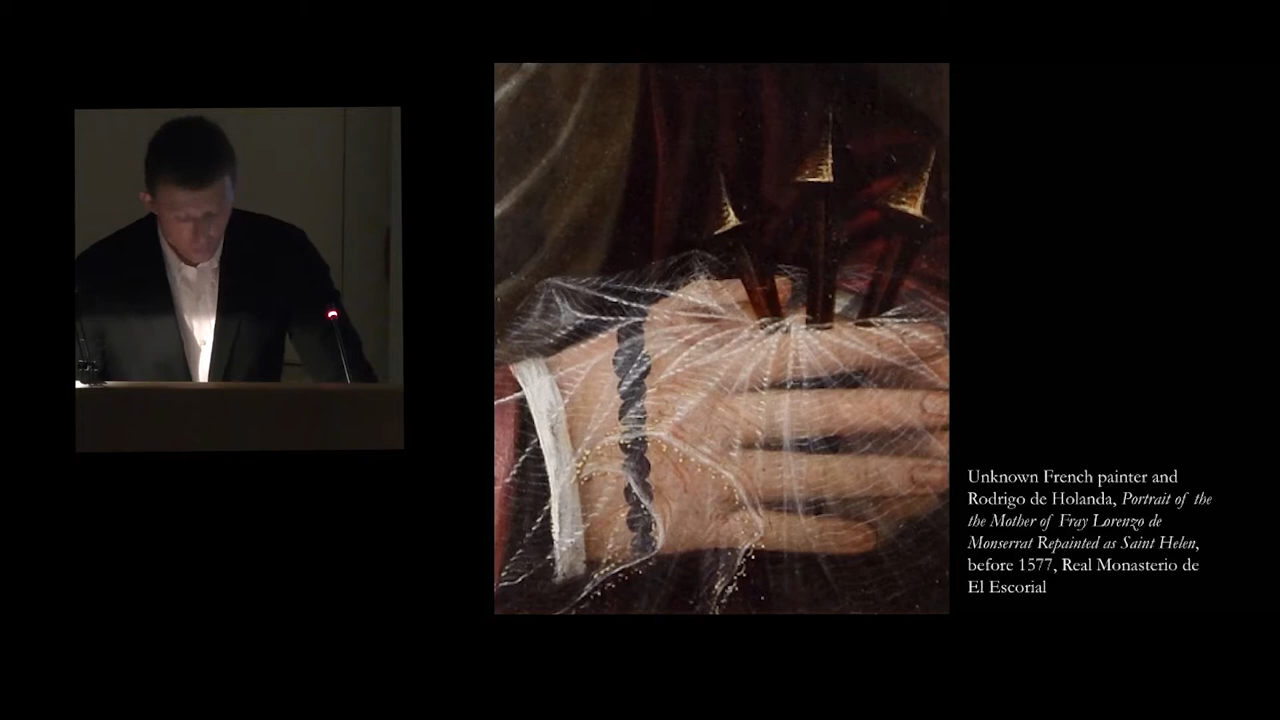 Unknown French painter and
Rodrigo de Holanda, Portrait of the
the Mother of Fray Lorenzo de
Monserrat Repainted as Saint Helen,
before 1577, Real Monasterio de
El Escorial